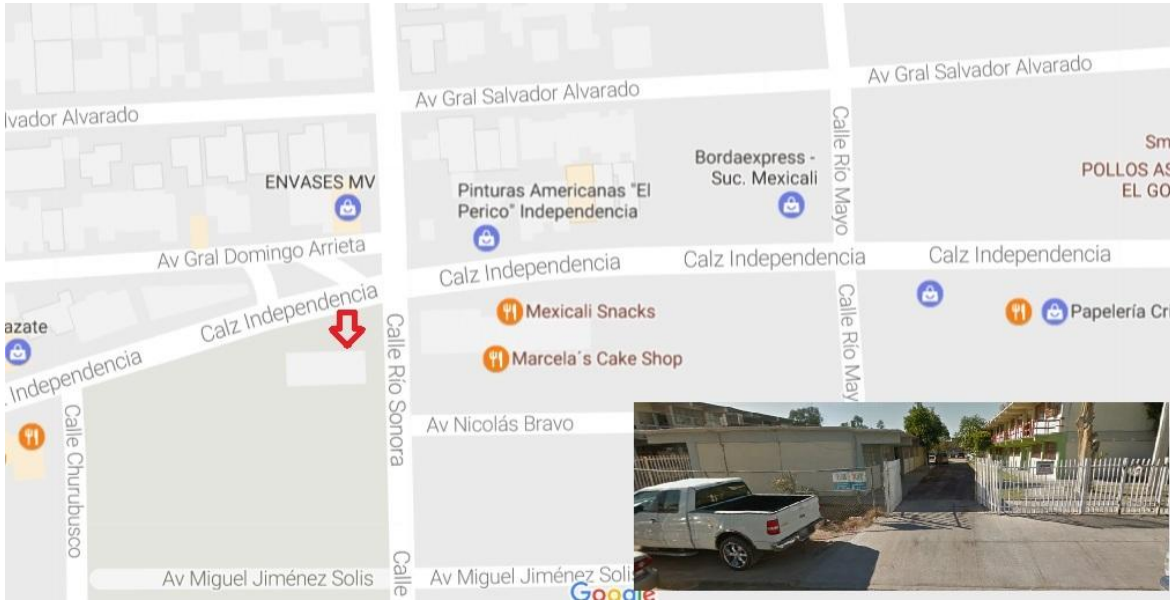 Av Gral Salvador Alvarado
Av Gral Salvador Alvarado
lvador Alvarado
Calle Río Mayo
Sm
Bordaexpress -
Suc. Mexicali
POLLOS AS
EL GO
ENVASES MV
Pinturas Americanas "El
Perico" Independencia
Av Gral Domingo Arrieta
Calz Independencia
Calz Independencia
Calz Independencia
Calz Independencia
Mexicali Snacks
Papelería Cri
azate
Calle Río Sonora
Calle Río May
Marcela´s Cake Shop
. Independencia
Calle Churubusco
Av Nicolás Bravo
Av Miguel Jiménez Solis
Calle
Av Miguel Jiménez Solis
Google